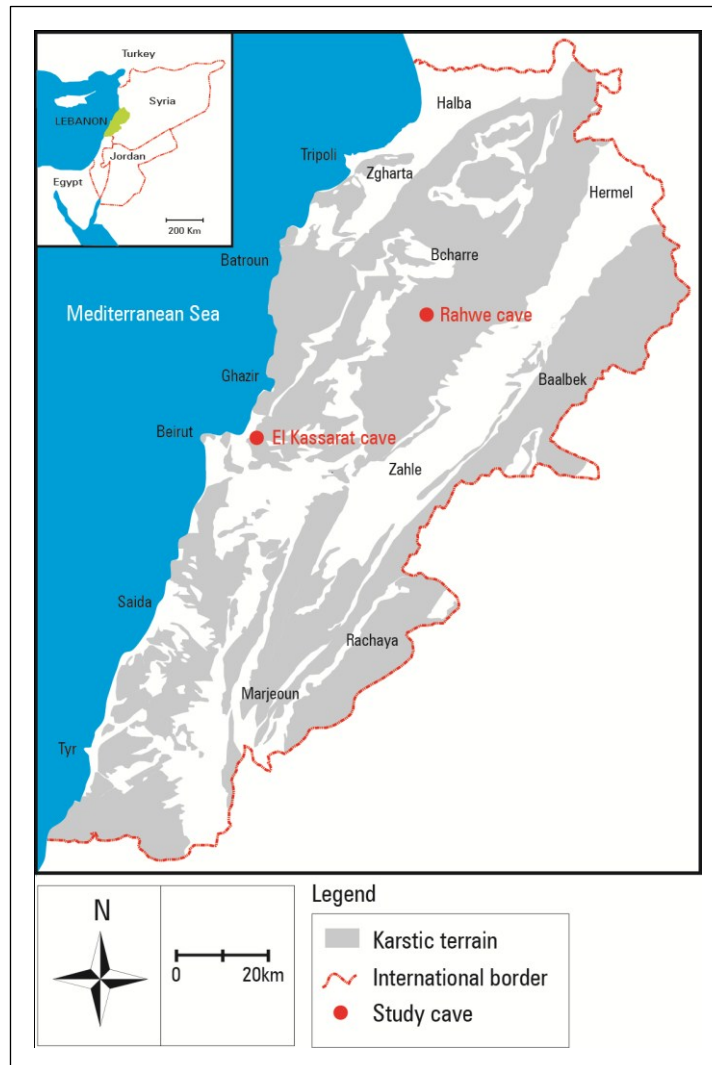 Turkey
Syria
LEBANON
Jordan
Egypt
200 Km
Halba
Tripoli
Zgharta
Hermel
Batroun
Bcharre
Mediterranean Sea
Rahwe cave
Ghazir
Baalbek
Beirut
El Kassarat cave
Zahle
Saida
Rachaya
Marjeoun
Tyr
N
0 20km
Legend
Karstic terrain
International border
Study cave